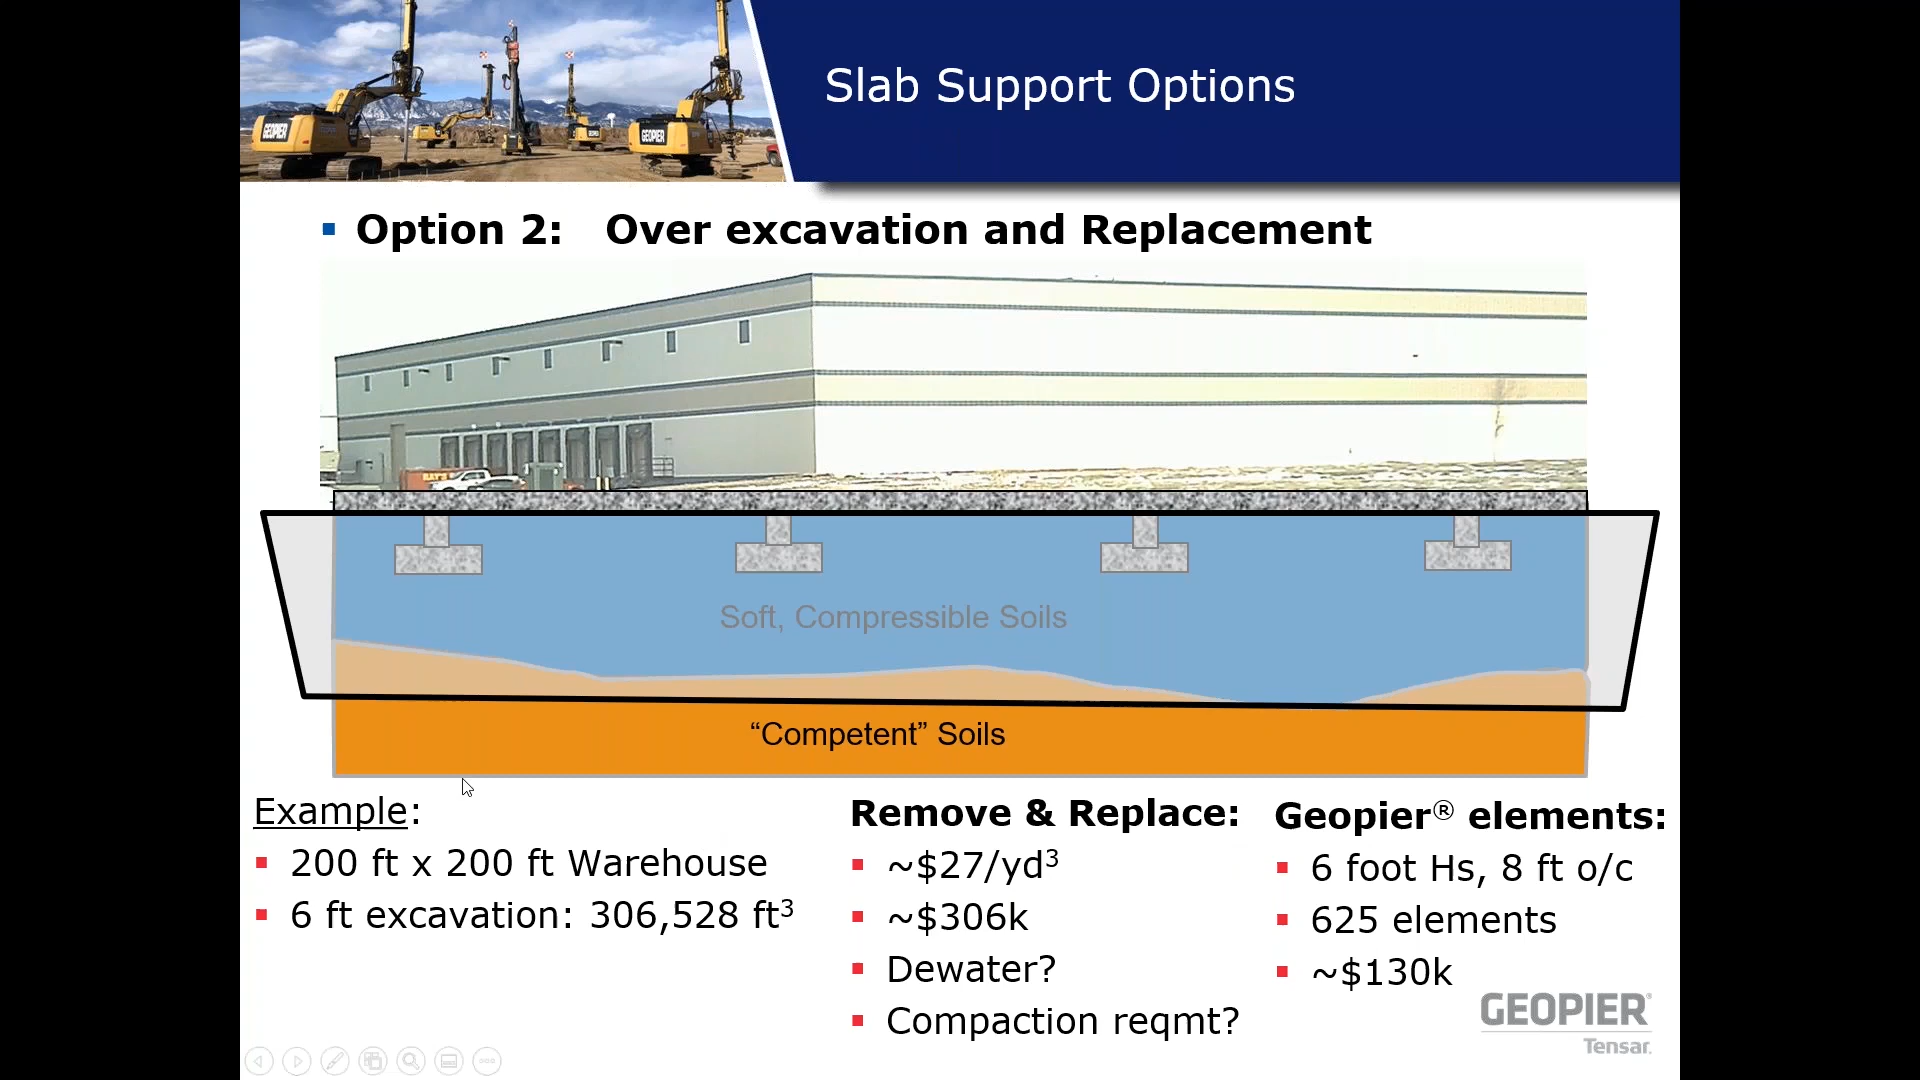 Slab Support Options
GEOPIER
GEOPIER
Option 2: Over excavation and Replacement
Soft, Compressible Soils
“Competent” Soils
Example:
200 ft x 200 ft Warehouse
6 ft excavation: 306,528 ft³
Remove & Replace:
~$27/yd³
~$306k
Dewater?
Compaction reqmt?
Geopier® elements:
6 foot Hs, 8 ft o/c
625 elements
~$130k
GEOPIER®
Tensar.